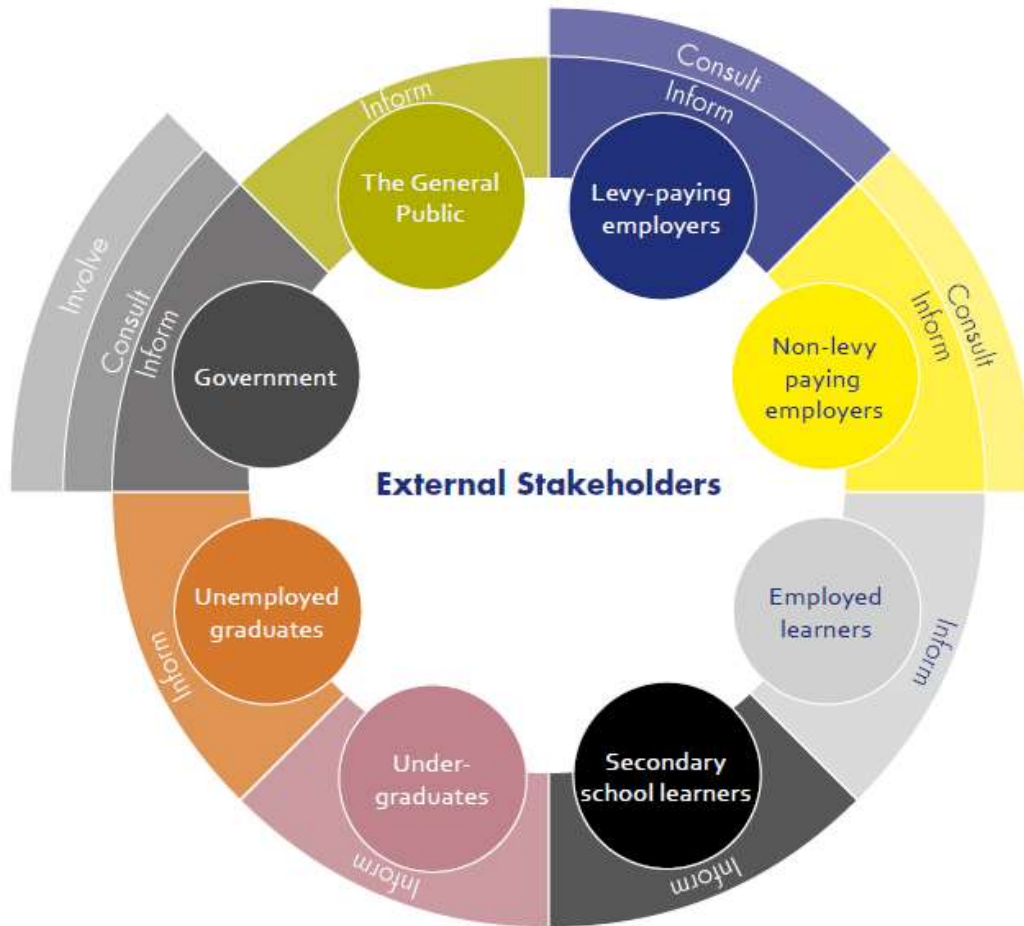 Consult
Inform
Levy-paying
employers
Consult
Inform
Non-levy
paying
employers
Employed
learners
Inform
Secondary
school learners
Inform
Under-
graduates
Inform
Unemployed
graduates
Inform
Involve
Consult
Inform
Government
Inform
The General
Public
External Stakeholders